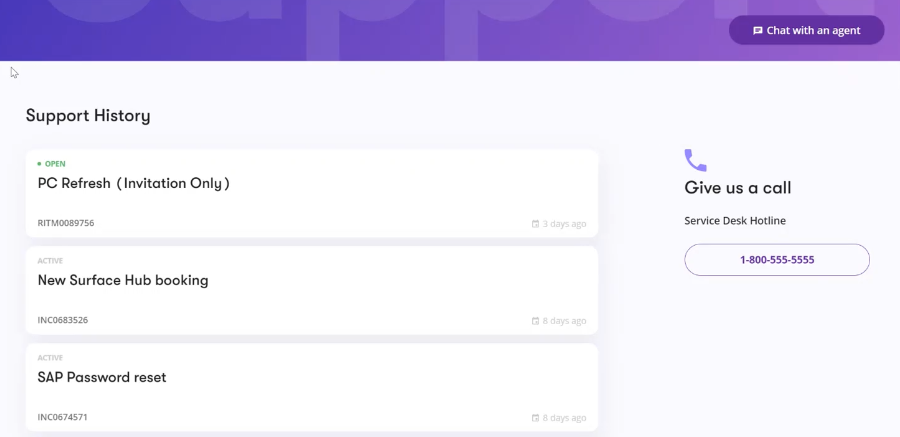 Support
Chat with an agent
Support History
OPEN
PC Refresh (Invitation Only)
RITM0089756
3 days ago
ACTIVE
New Surface Hub booking
INC0683526
8 days ago
ACTIVE
SAP Password reset
INC0674571
8 days ago
Give us a call
Service Desk Hotline
1-800-555-5555